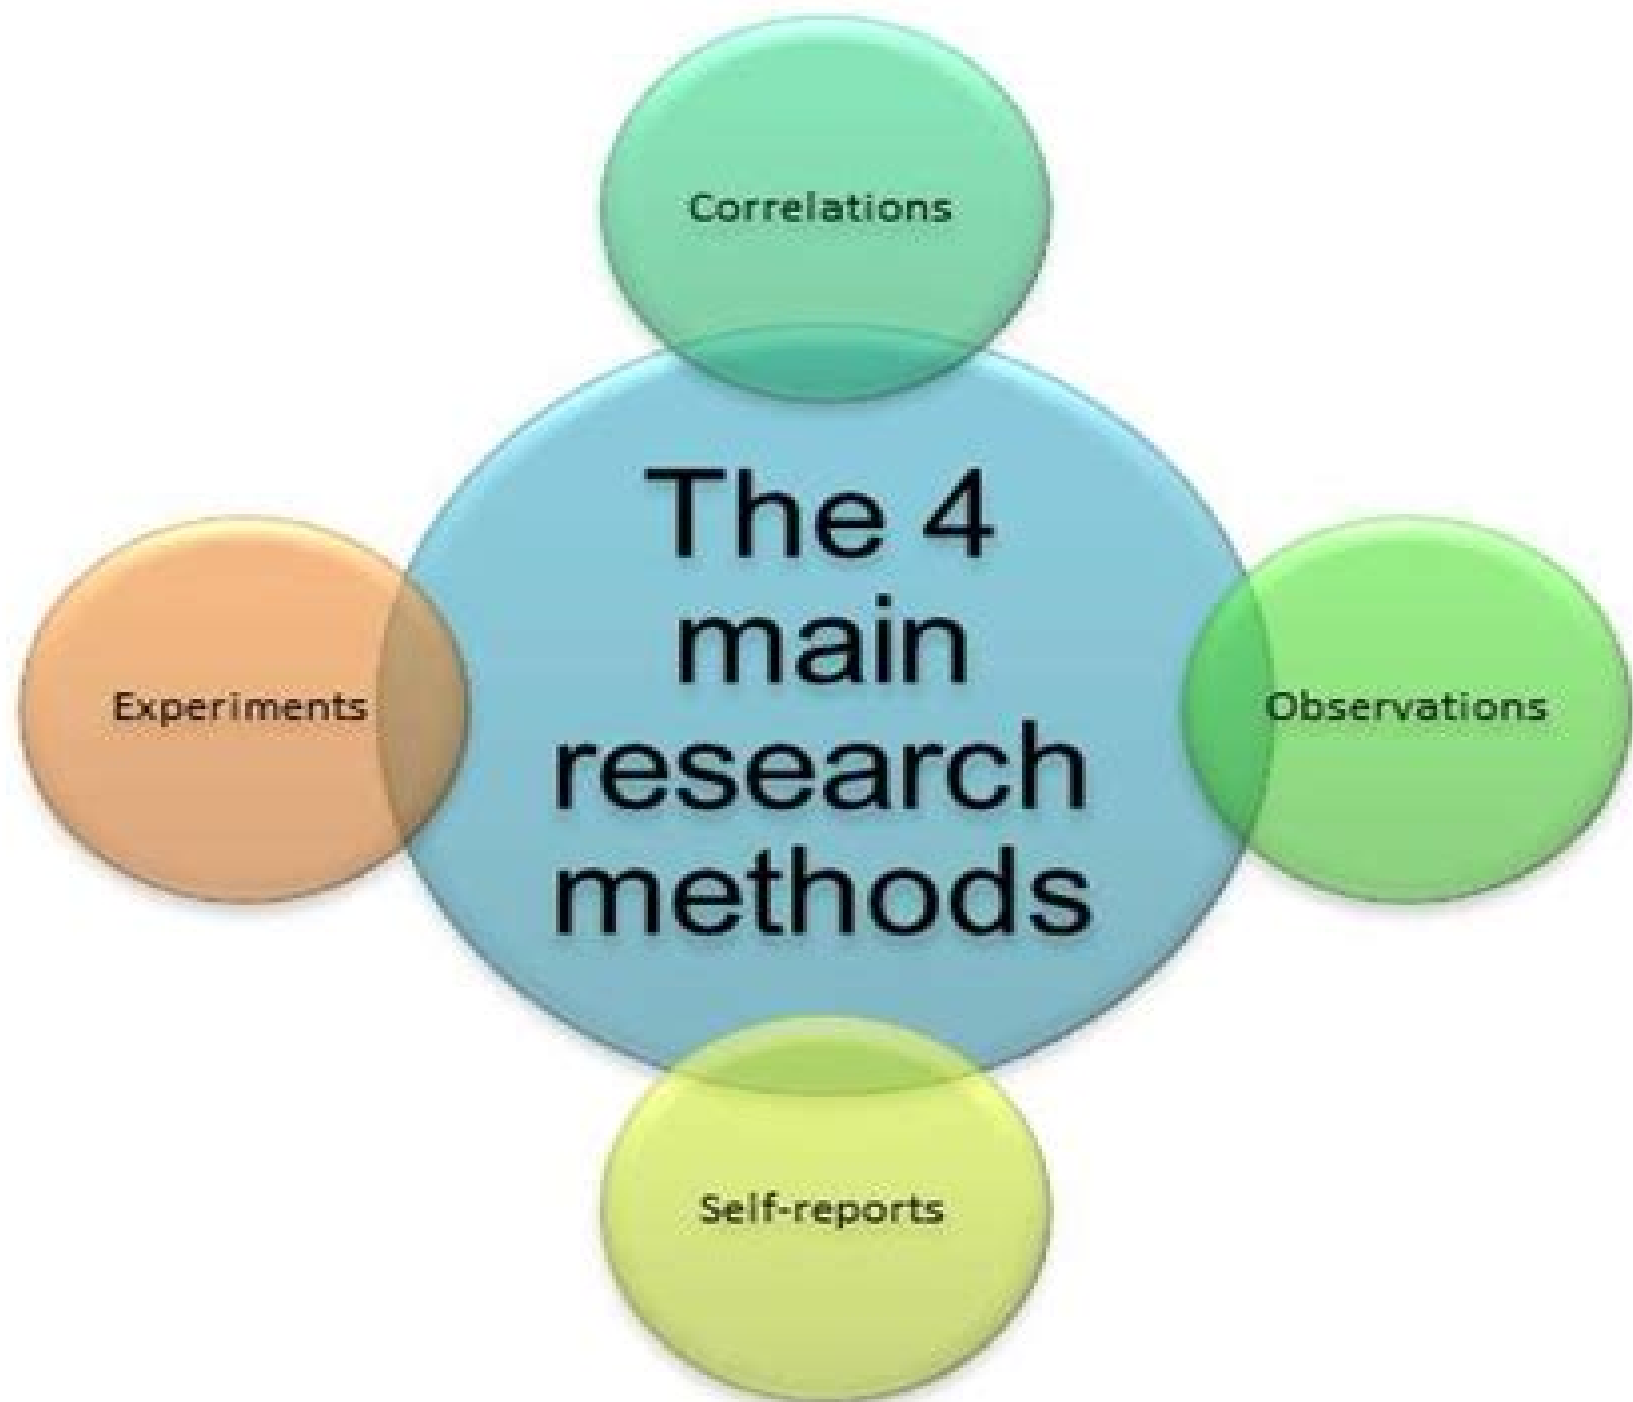 Correlations
The 4
main
research
methods
Experiments
Observations
Self-reports